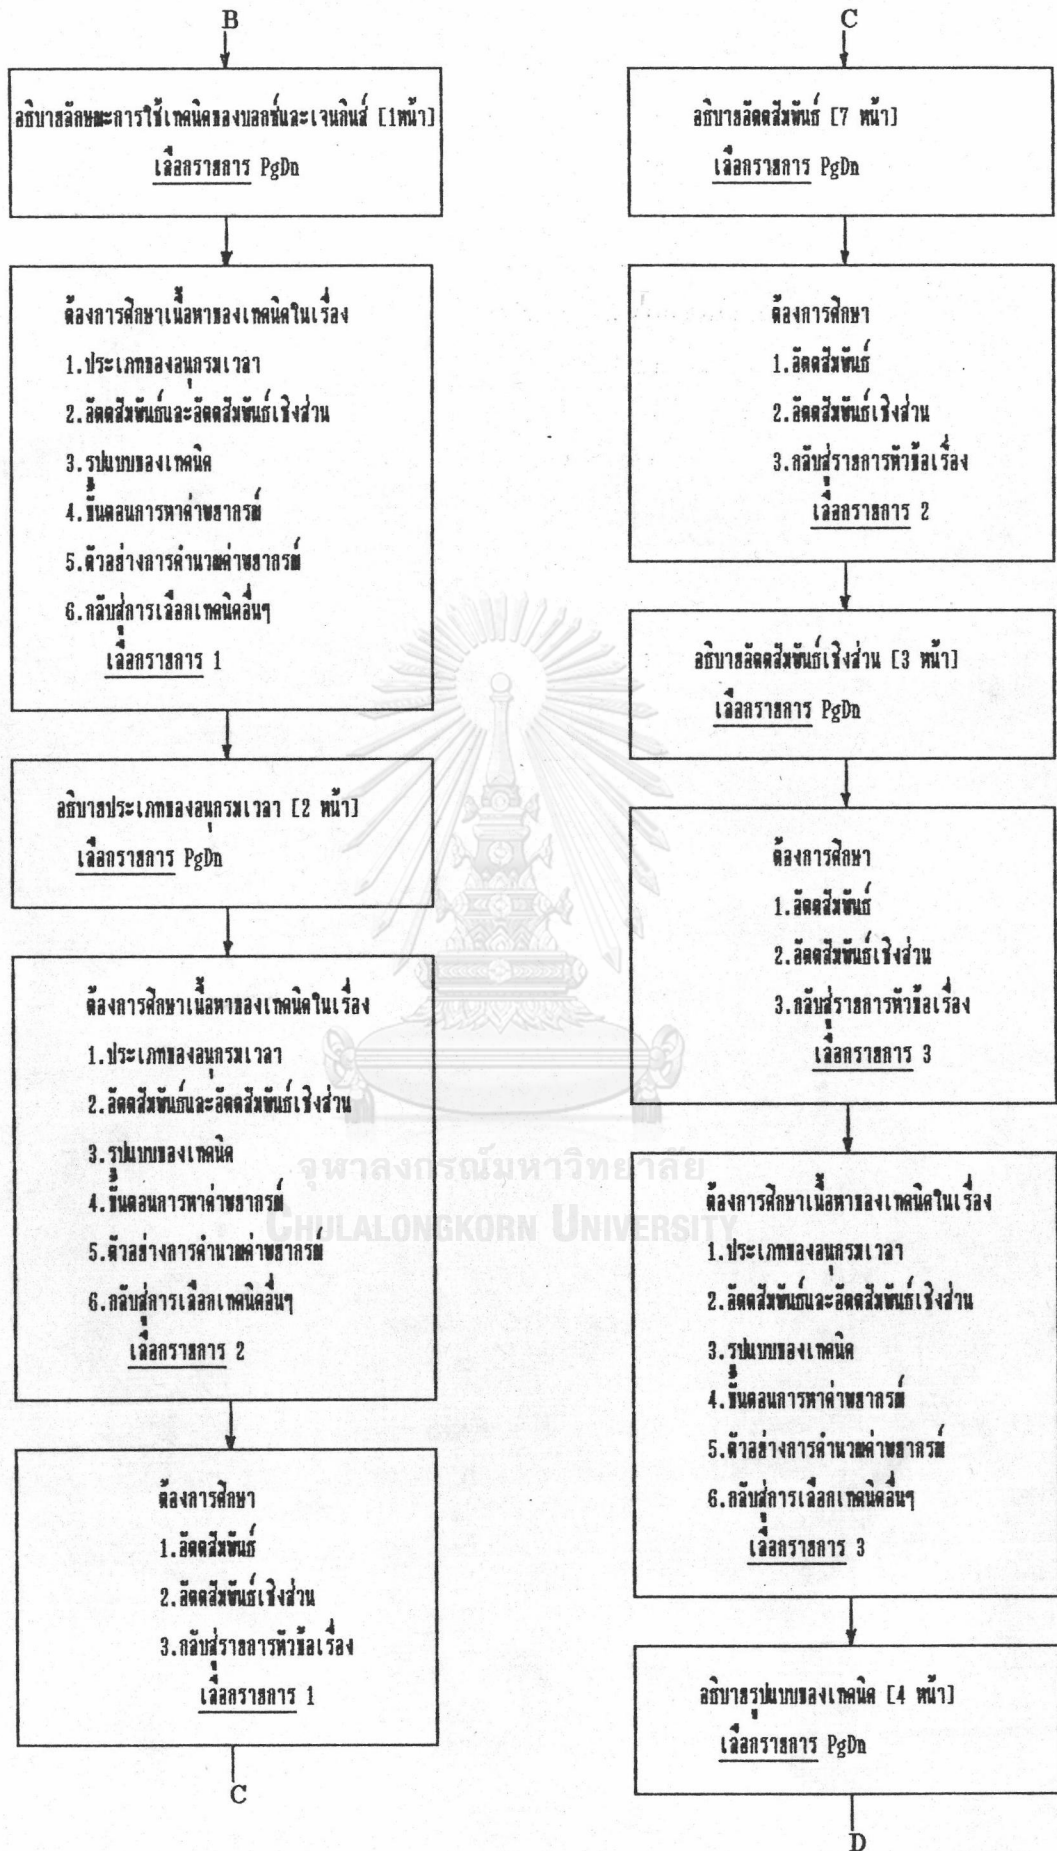 B
อธิบายลักษณะการใช้เทคนิคของบอกซ์และเจนกินส์ [1หน้า]
เลือกรายการ PgDn
ต้องการศึกษาเนื้อหาของเทคนิคในเรื่อง
1.ประเภทของอนุกรมเวลา
2.อัตตสัมพันธ์และอัตตสัมพันธ์เชิงส่วน
3.รูปแบบของเทคนิค
4.ขั้นตอนการหาค่าพยากรณ์
5.ตัวอย่างการคำนวณค่าพยากรณ์
6.กลับสู่การเลือกเทคนิคอื่นๆ
เลือกรายการ 1
อธิบายประเภทของอนุกรมเวลา [2 หน้า]
เลือกรายการ PgDn
ต้องการศึกษาเนื้อหาของเทคนิคในเรื่อง
1.ประเภทของอนุกรมเวลา
2.อัตตสัมพันธ์และอัตตสัมพันธ์เชิงส่วน
3.รูปแบบของเทคนิค
4.ขั้นตอนการหาค่าพยากรณ์
5.ตัวอย่างการคำนวณค่าพยากรณ์
6.กลับสู่การเลือกเทคนิคอื่นๆ
เลือกรายการ 2
ต้องการศึกษา
1.อัตตสัมพันธ์
2.อัตตสัมพันธ์เชิงส่วน
3.กลับสู่รายการหัวข้อเรื่อง
เลือกรายการ 1
C
C
อธิบายอัตตสัมพันธ์ [7 หน้า]
เลือกรายการ PgDn
ต้องการศึกษา
1.อัตตสัมพันธ์
2.อัตตสัมพันธ์เชิงส่วน
3.กลับสู่รายการหัวข้อเรื่อง
เลือกรายการ 2
อธิบายอัตตสัมพันธ์เชิงส่วน [3 หน้า]
เลือกรายการ PgDn
ต้องการศึกษา
1.อัตตสัมพันธ์
2.อัตตสัมพันธ์เชิงส่วน
3.กลับสู่รายการหัวข้อเรื่อง
เลือกรายการ 3
ต้องการศึกษาเนื้อหาของเทคนิคในเรื่อง
1.ประเภทของอนุกรมเวลา
2.อัตตสัมพันธ์และอัตตสัมพันธ์เชิงส่วน
3.รูปแบบของเทคนิค
4.ขั้นตอนการหาค่าพยากรณ์
5.ตัวอย่างการคำนวณค่าพยากรณ์
6.กลับสู่การเลือกเทคนิคอื่นๆ
เลือกรายการ 3
อธิบายรูปแบบของเทคนิค [4 หน้า]
เลือกรายการ PgDn
D
จุฬาลงกรณ์มหาวิทยาลัย
CHULALONGKORN UNIVERSITY